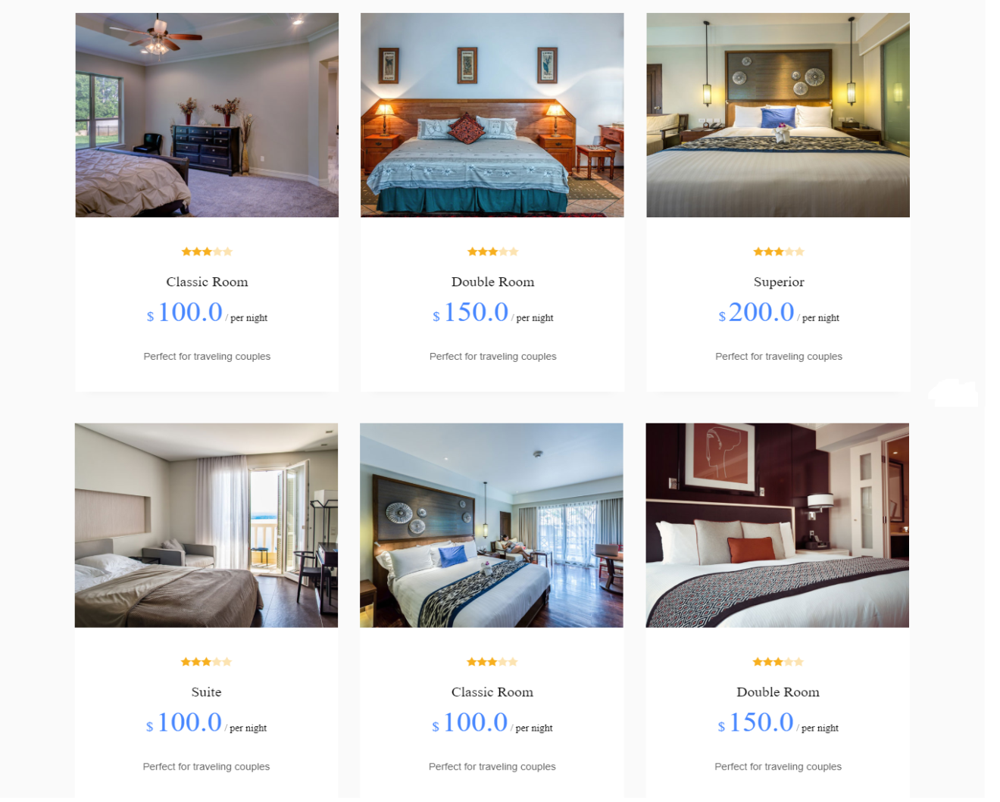 Classic Room
$ 100.0 / per night
Perfect for traveling couples
Double Room
$ 150.0 / per night
Perfect for traveling couples
Superior
$ 200.0 / per night
Perfect for traveling couples
Suite
$ 100.0 / per night
Perfect for traveling couples
Classic Room
$ 100.0 / per night
Perfect for traveling couples
Double Room
$ 150.0 / per night
Perfect for traveling couples